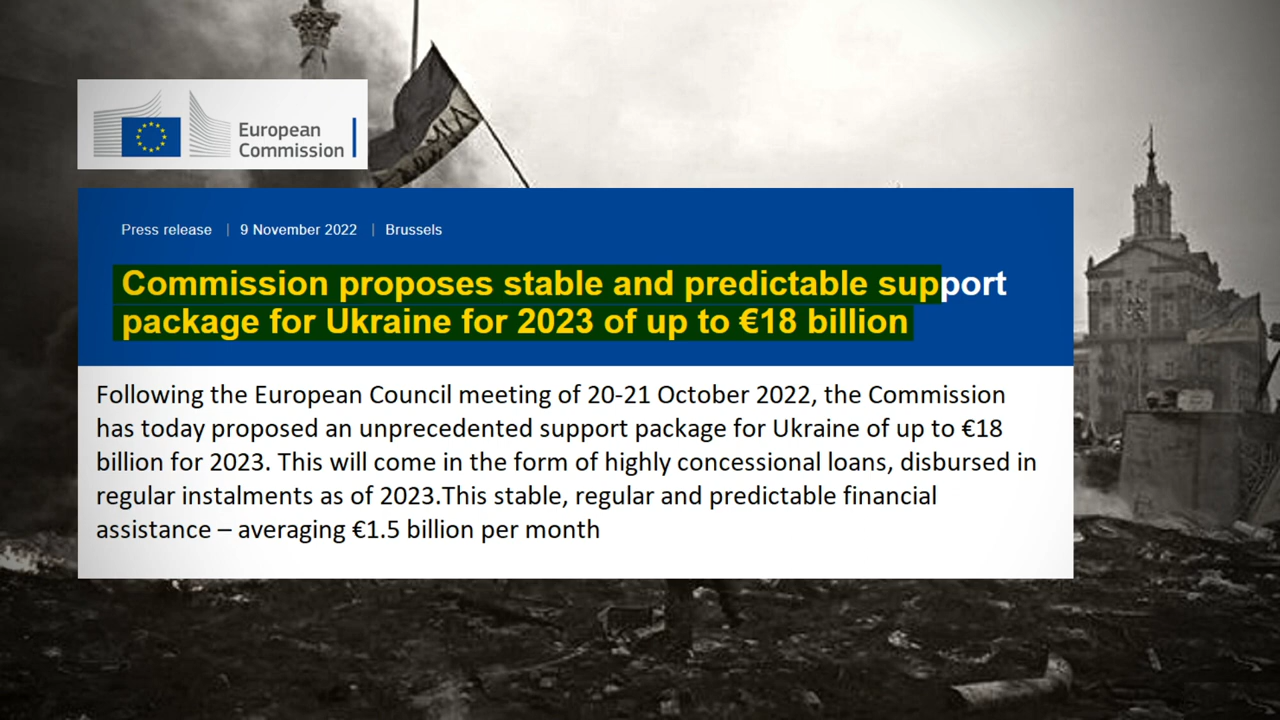 European
Commission
Press release | 9 November 2022 | Brussels
Commission proposes stable and predictable support
package for Ukraine for 2023 of up to €18 billion
Following the European Council meeting of 20-21 October 2022, the Commission
has today proposed an unprecedented support package for Ukraine of up to €18
billion for 2023. This will come in the form of highly concessional loans, disbursed in
regular instalments as of 2023.This stable, regular and predictable financial
assistance – averaging €1.5 billion per month